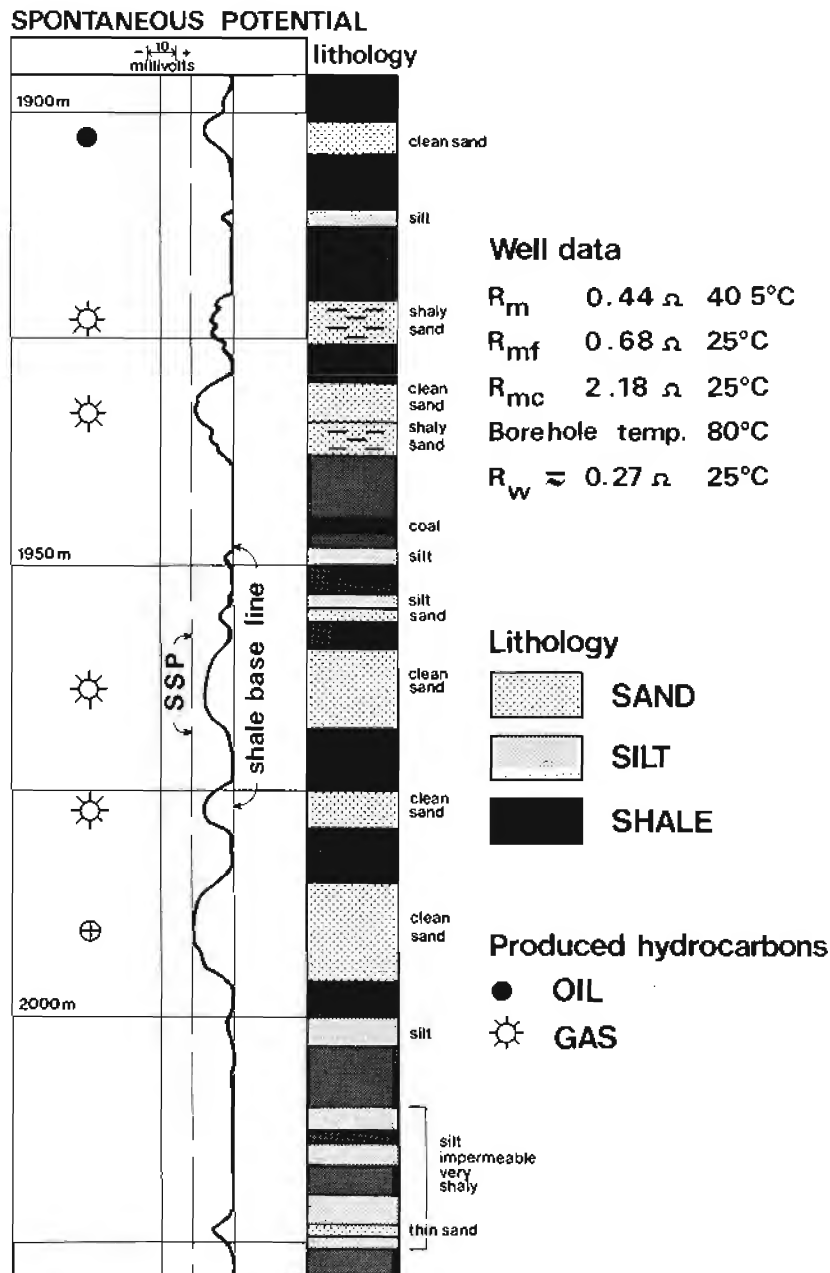 SPONTANEOUS POTENTIAL
- 10 +
millivolts
lithology
1900m
clean sand
silt
shaly
sand
clean
sand
shaly
sand
coal
1950m
silt
silt
sand
SSP
shale base line
clean
sand
clean
sand
clean
sand
2000m
silt
silt
impermeable
very
shaly
thin sand
Well data
Rm 0.44 Ω 40 5°C
Rmf 0.68 Ω 25°C
Rmc 2.18 Ω 25°C
Borehole temp. 80°C
Rw ≂ 0.27 Ω 25°C
Lithology
SAND
SILT
SHALE
Produced hydrocarbons
OIL
GAS